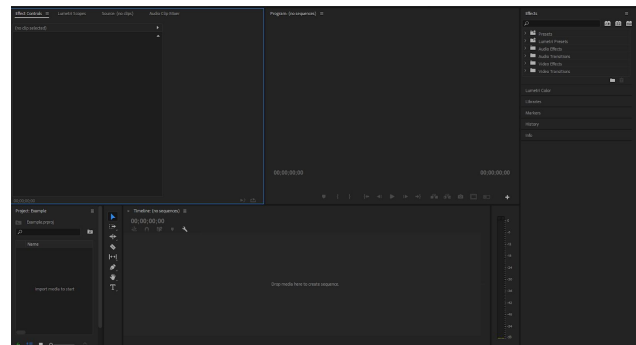 Effect Controls ≡ Lumetri Scopes Source: (no clips) Audio Clip Mixer
(no clip selected)
00;00;00;00
Program: (no sequences) ≡
00;00;00;00 00;00;00;00
Effects
Presets
Lumetri Presets
Audio Effects
Audio Transitions
Video Effects
Video Transitions
Lumetri Color
Libraries
Markers
History
Info
Project: Example ≡
Example.prproj
Name
Import media to start
× Timeline: (no sequences) ≡
00;00;00;00
Drop media here to create sequence.